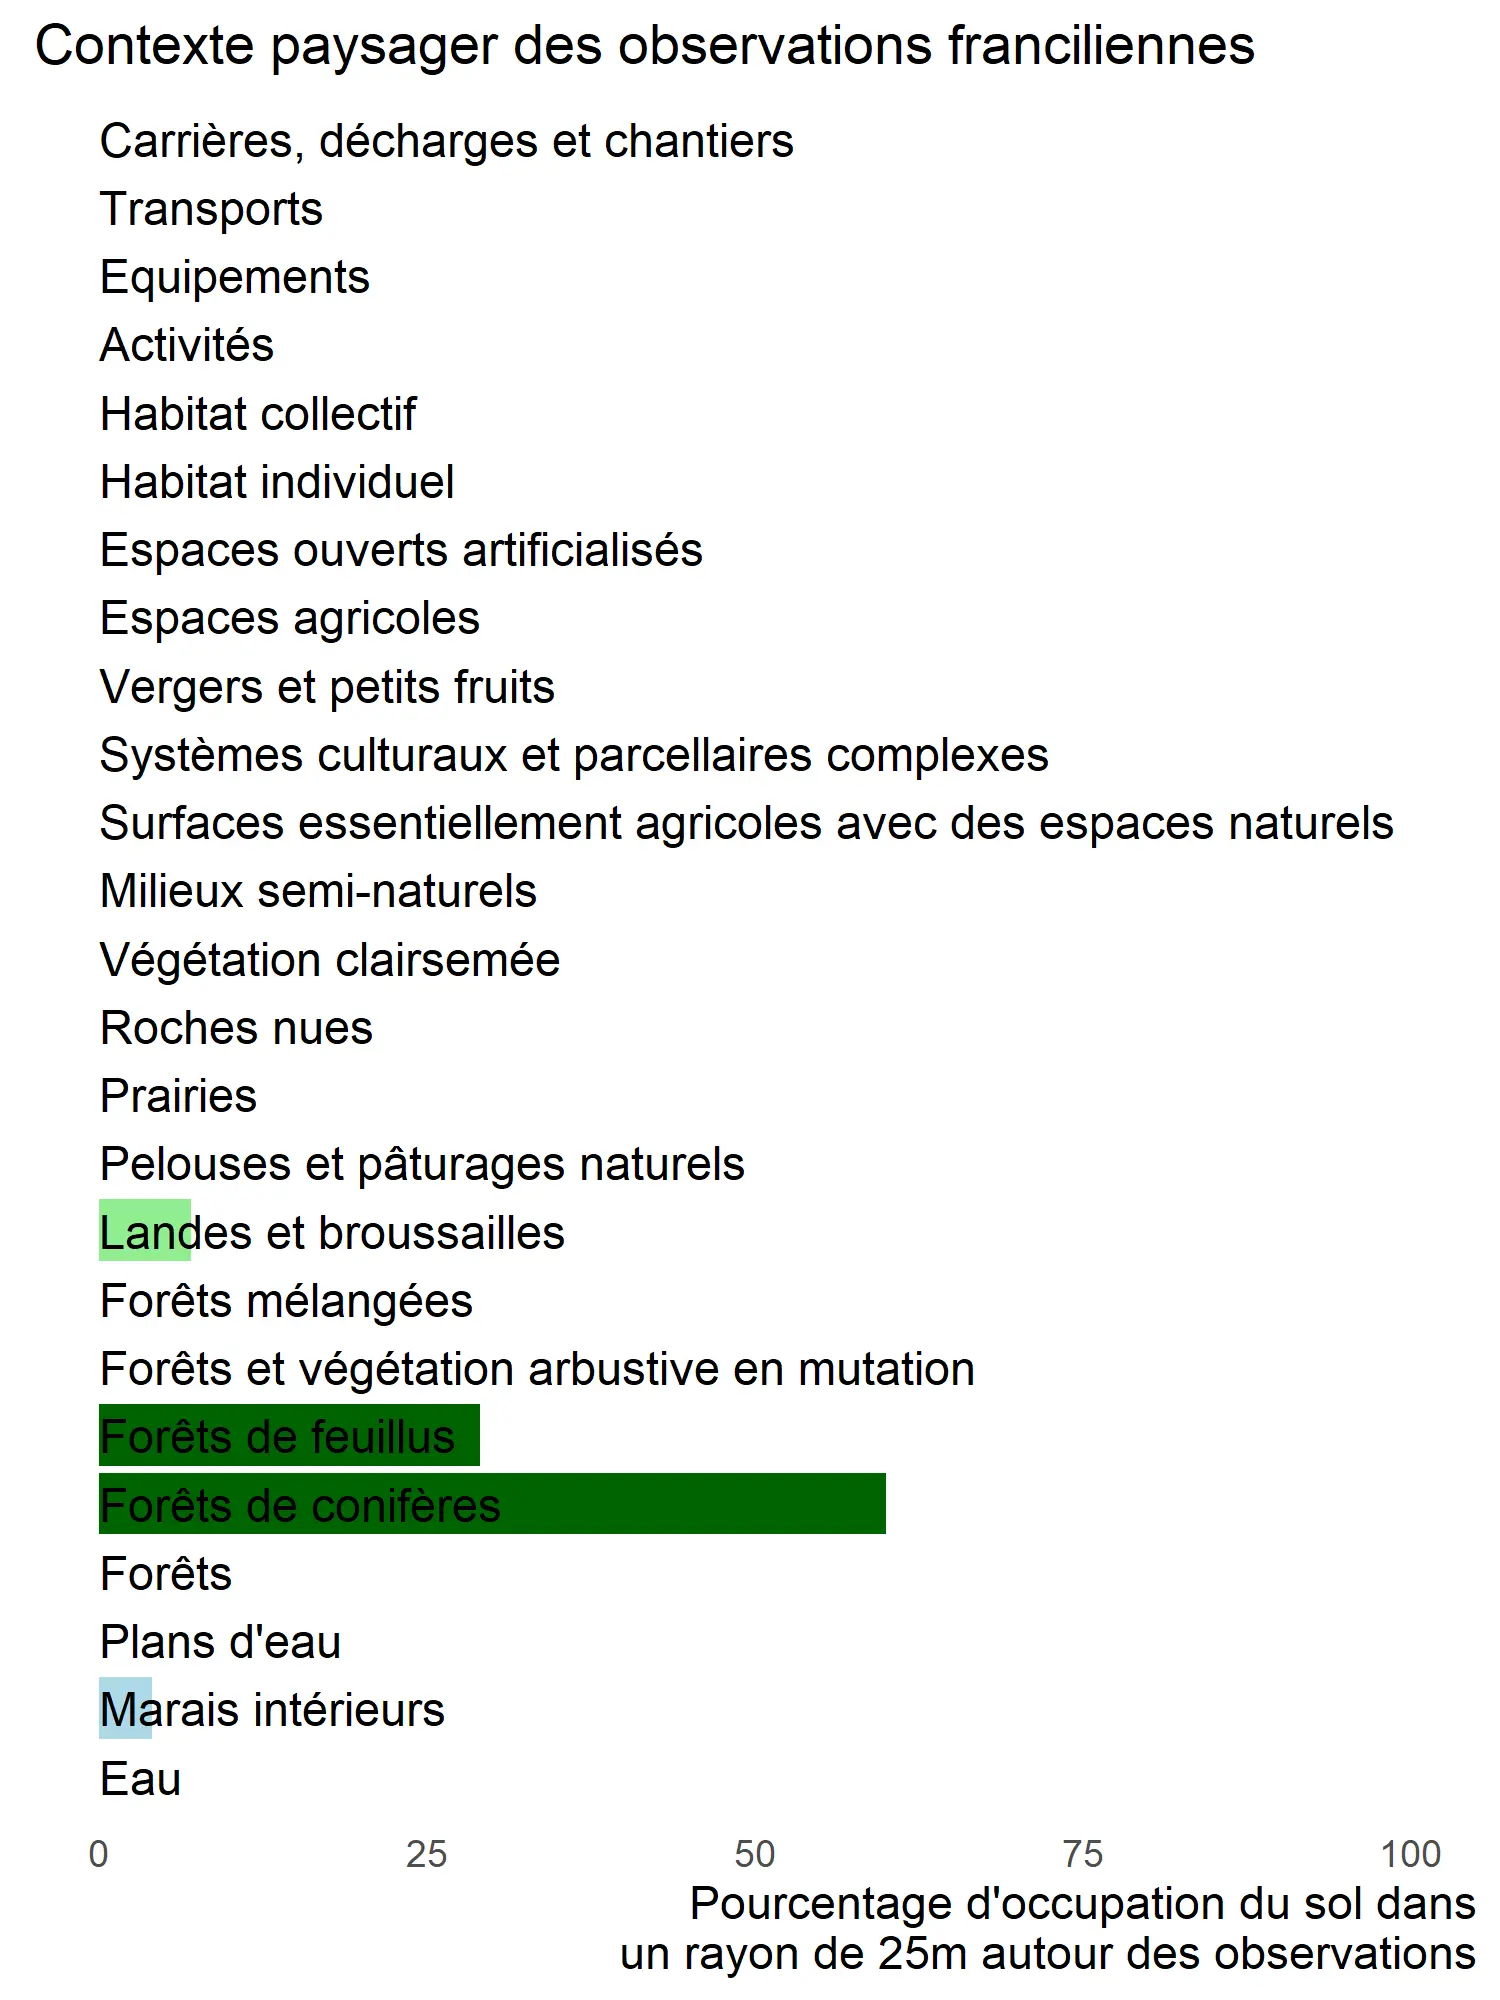 Contexte paysager des observations franciliennes
Carrières, décharges et chantiers
Transports
Equipements
Activités
Habitat collectif
Habitat individuel
Espaces ouverts artificialisés
Espaces agricoles
Vergers et petits fruits
Systèmes culturaux et parcellaires complexes
Surfaces essentiellement agricoles avec des espaces naturels
Milieux semi-naturels
Végétation clairsemée
Roches nues
Prairies
Pelouses et pâturages naturels
Landes et broussailles
Forêts mélangées
Forêts et végétation arbustive en mutation
Forêts de feuillus
Forêts de conifères
Forêts
Plans d'eau
Marais intérieurs
Eau
0 25 50 75 100
Pourcentage d'occupation du sol dans
un rayon de 25m autour des observations